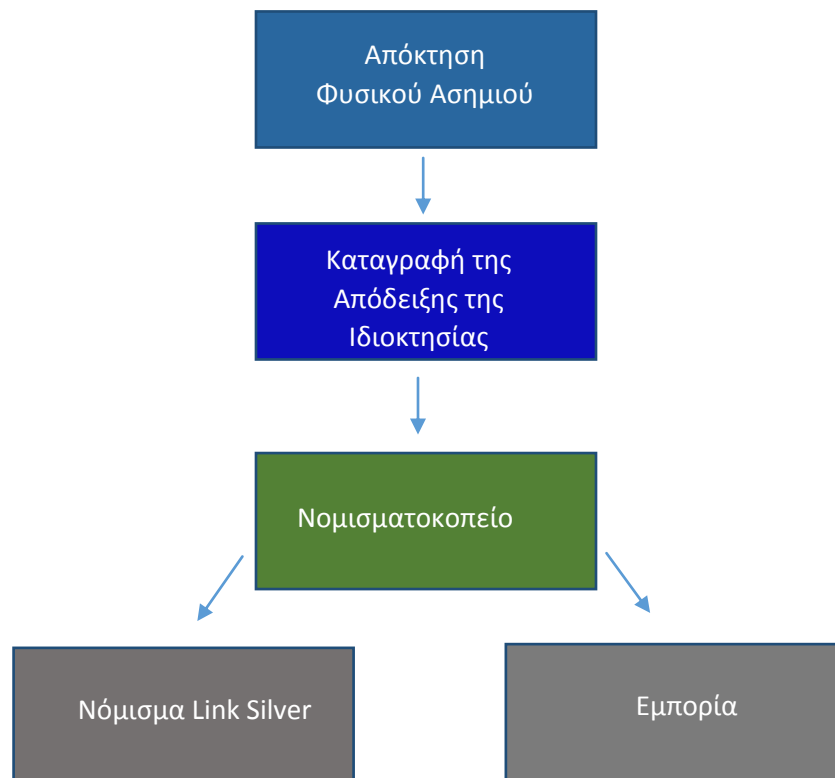 Απόκτηση
Φυσικού Ασημιού
Καταγραφή της
Απόδειξης της
Ιδιοκτησίας
Νομισματοκοπείο
Νόμισμα Link Silver
Εμπορία